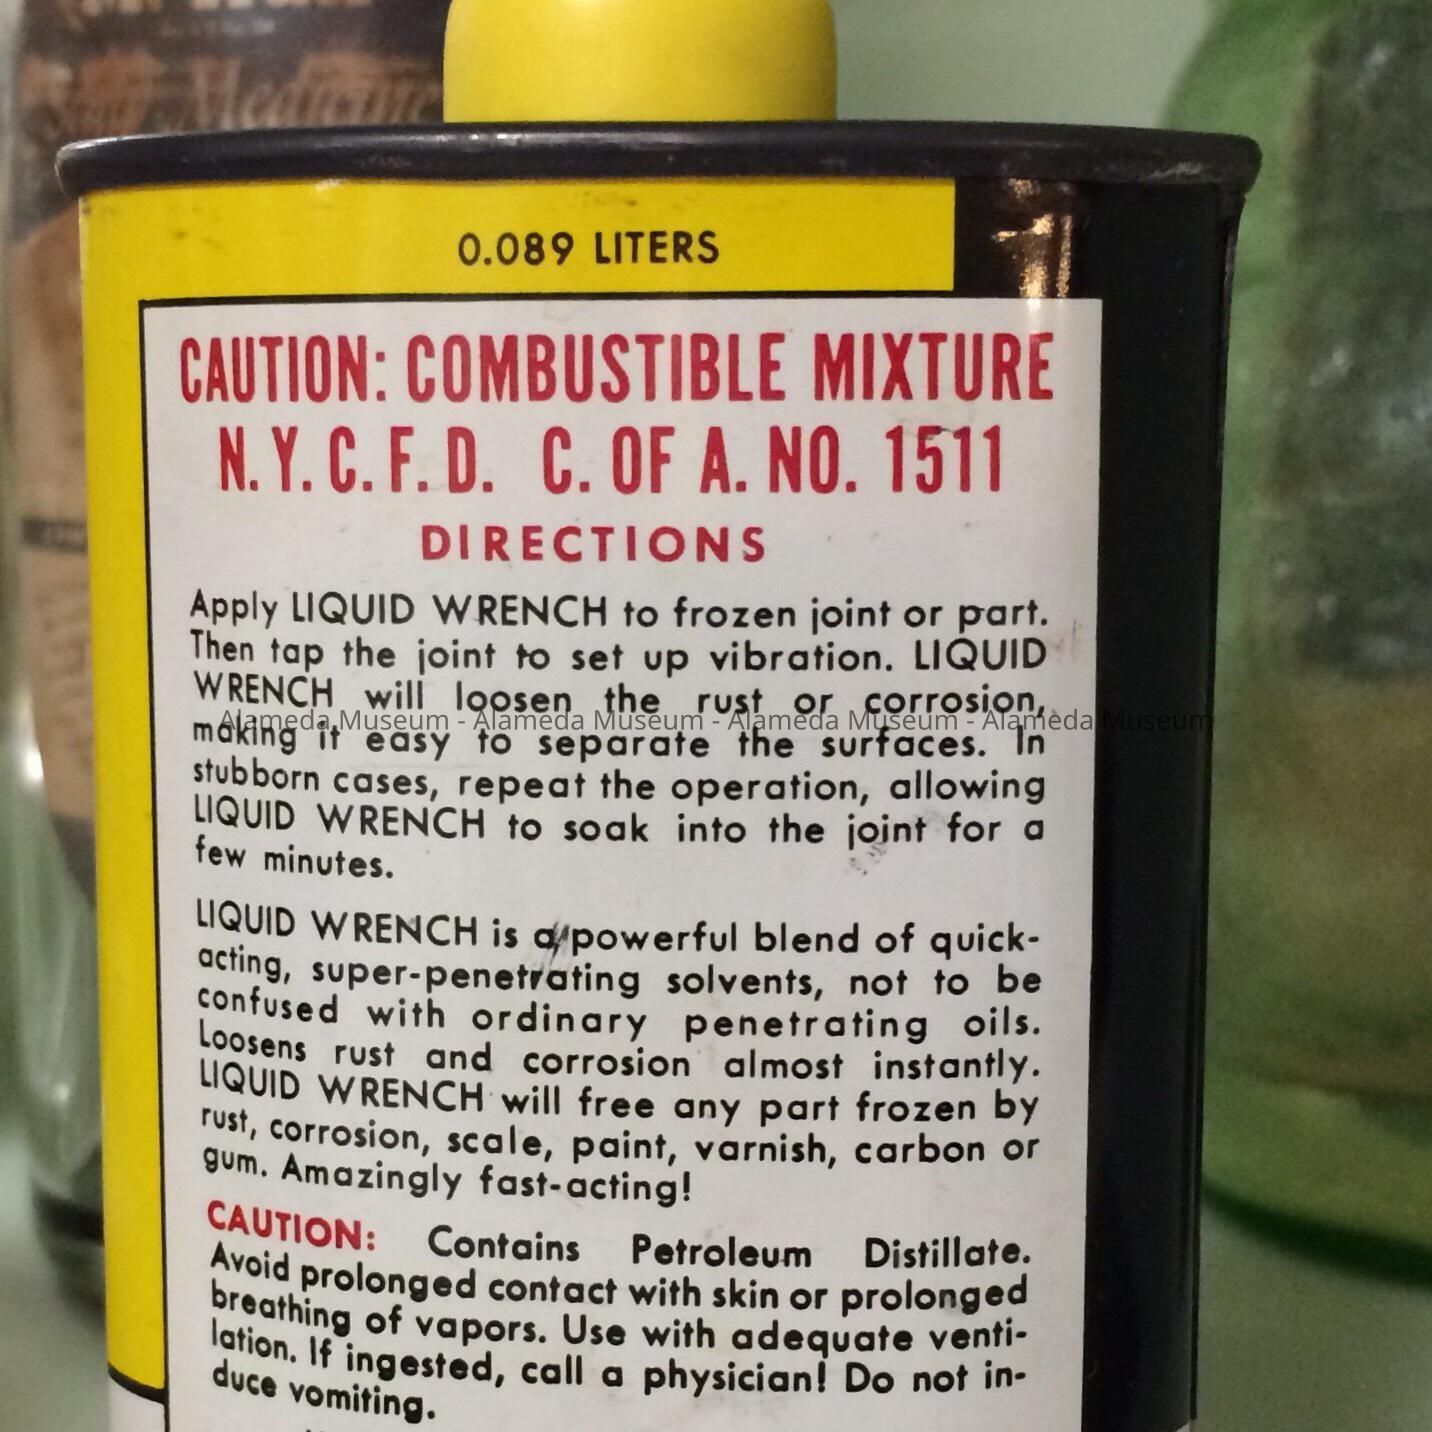 Medicine
0.089 LITERS
CAUTION: COMBUSTIBLE MIXTURE
N.Y.C.F.D. C. OF A. NO. 1511
DIRECTIONS
Apply LIQUID WRENCH to frozen joint or part.
Then tap the joint to set up vibration. LIQUID
WRENCH will loosen the rust or corrosion,
Alameda Museum - Alameda Museum - Alameda Museum - Alameda Museum
making it easy to separate the surfaces. In
stubborn cases, repeat the operation, allowing
LIQUID WRENCH to soak into the joint for a
few minutes.
LIQUID WRENCH is a powerful blend of quick-
acting, super-penetrating solvents, not to be
confused with ordinary penetrating oils.
Loosens rust and corrosion almost instantly.
LIQUID WRENCH will free any part frozen by
rust, corrosion, scale, paint, varnish, carbon or
gum. Amazingly fast-acting!
CAUTION: Contains Petroleum Distillate.
Avoid prolonged contact with skin or prolonged
breathing of vapors. Use with adequate venti-
lation. If ingested, call a physician! Do not in-
duce vomiting.